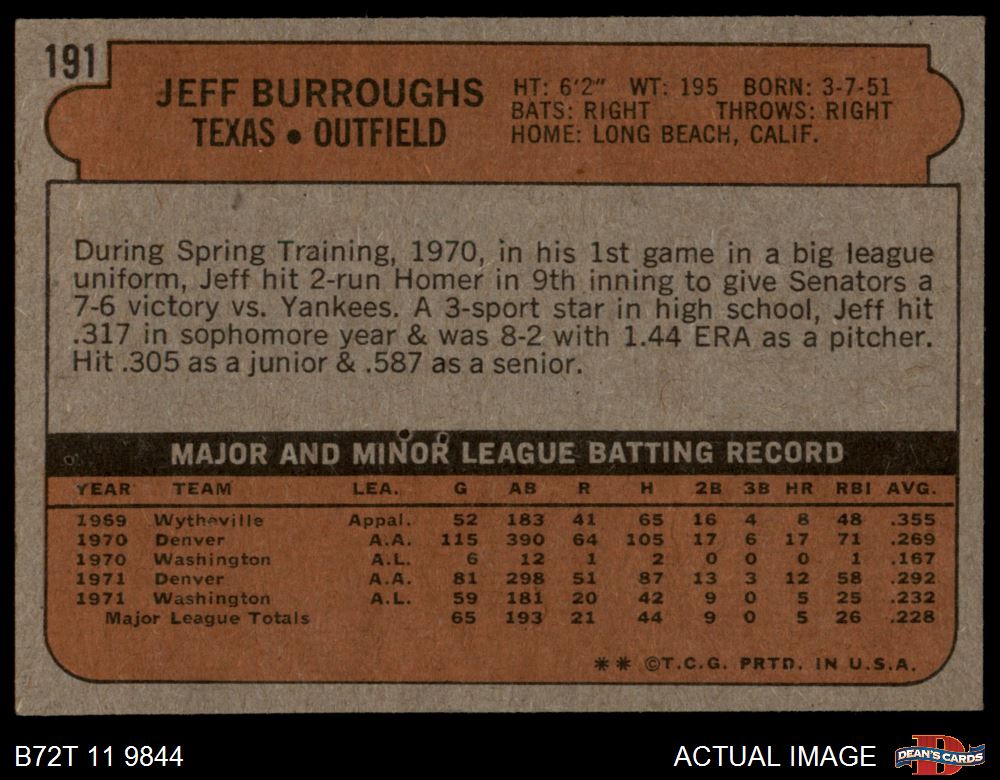 191
JEFF BURROUGHS
TEXAS • OUTFIELD
HT: 6'2" WT: 195 BORN: 3-7-51
BATS: RIGHT THROWS: RIGHT
HOME: LONG BEACH, CALIF.
During Spring Training, 1970, in his 1st game in a big league
uniform, Jeff hit 2-run Homer in 9th inning to give Senators a
7-6 victory vs. Yankees. A 3-sport star in high school, Jeff hit
.317 in sophomore year & was 8-2 with 1.44 ERA as a pitcher.
Hit .305 as a junior & .587 as a senior.
MAJOR AND MINOR LEAGUE BATTING RECORD
YEAR TEAM LEA. G AB R H 2B 3B HR RBI AVG.
1969 Wytheville Appal. 52 183 41 65 16 4 8 48 .355
1970 Denver A.A. 115 390 64 105 17 6 17 71 .269
1970 Washington A.L. 6 12 1 2 0 0 0 1 .167
1971 Denver A.A. 81 298 51 87 13 3 12 58 .292
1971 Washington A.L. 59 181 20 42 9 0 5 25 .232
Major League Totals 65 193 21 44 9 0 5 26 .228
** ©T.C.G. PRTD. IN U.S.A.
B72T 11 9844
ACTUAL IMAGE
D
DEAN'S CARDS